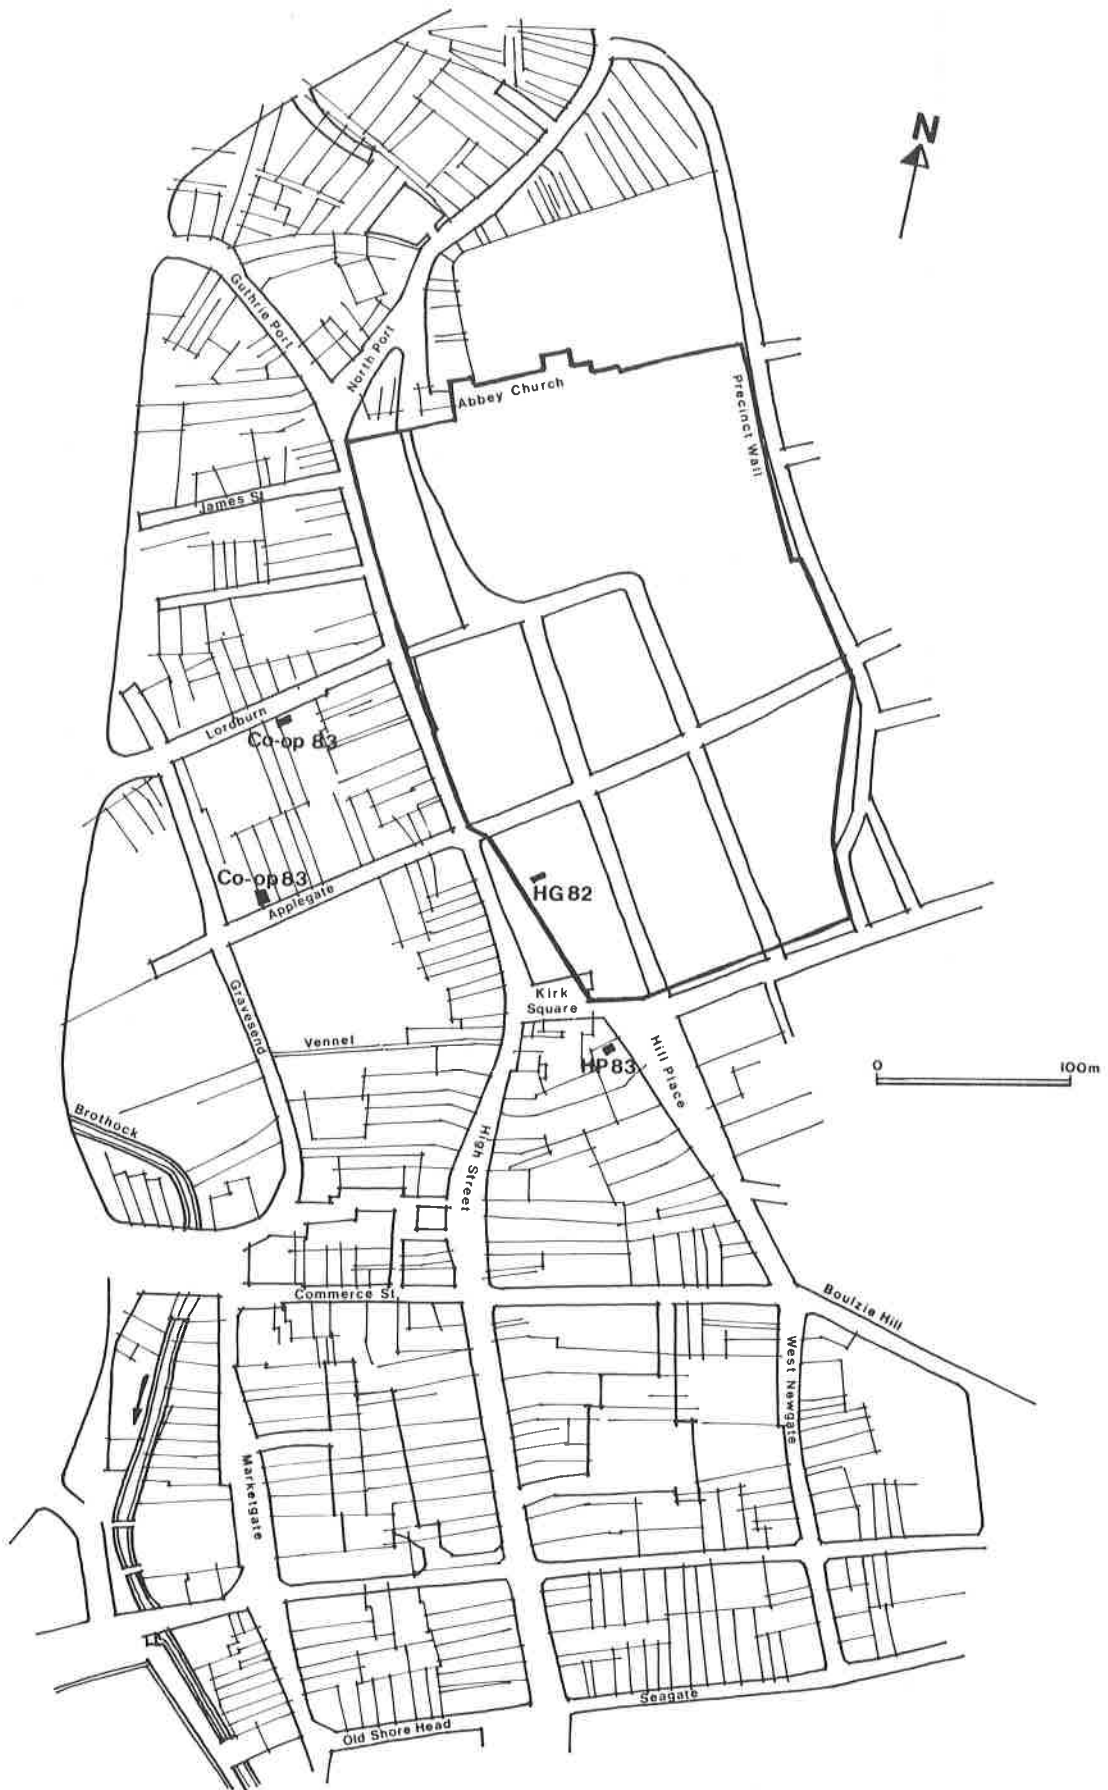 N
Guthrie Port
North Port
Abbey Church
Precinct Wall
James St
Lordburn
Co-op 83
Co-op 83
Applegate
HG 82
Kirk
Square
Gravesend
Vennel
HP 83
Hill Place
0 100m
Brothock
High Street
Commerce St
Boulzie Hill
West Newgate
Marketgate
Seagate
Old Shore Head